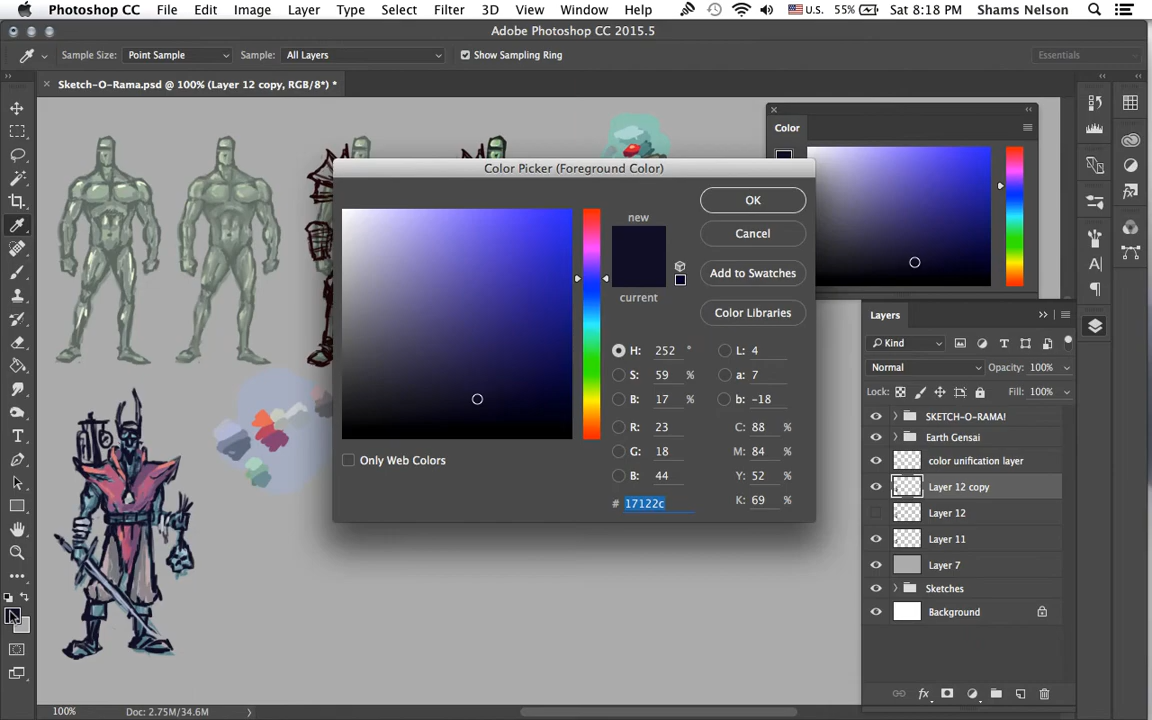 Photoshop CC File Edit Image Layer Type Select Filter 3D View Window Help U.S. 55% Sat 8:18 PM Shams Nelson
Adobe Photoshop CC 2015.5
Sample Size: Point Sample Sample: All Layers Show Sampling Ring Essentials
Sketch-O-Rama.psd @ 100% (Layer 12 copy, RGB/8*) *
Color
Color Picker (Foreground Color)
new
current
OK
Cancel
Add to Swatches
Color Libraries
H: 252 °
S: 59 %
B: 17 %
R: 23
G: 18
B: 44
# 17122c
L: 4
a: 7
b: -18
C: 88 %
M: 84 %
Y: 52 %
K: 69 %
Only Web Colors
Layers
Kind
Normal Opacity: 100%
Lock: Fill: 100%
SKETCH-O-RAMA!
Earth Gensai
color unification layer
Layer 12 copy
Layer 12
Layer 11
Layer 7
Sketches
Background
100% Doc: 2.75M/34.6M